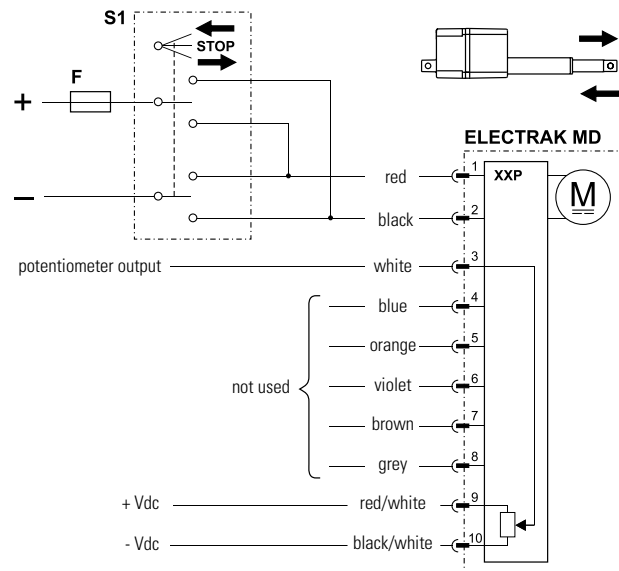 S1
STOP
F
+
−
ELECTRAK MD
red 1 XXP
M
black 2
potentiometer output white 3
blue 4
orange 5
not used violet 6
brown 7
grey 8
+ Vdc red/white 9
- Vdc black/white 10